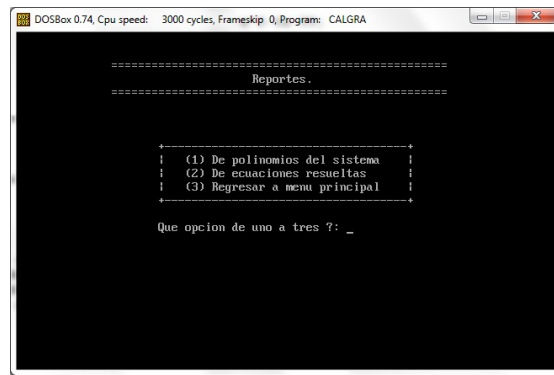 DOSBox 0.74, Cpu speed: 3000 cycles, Frameskip 0, Program: CALGRA
==================================================
Reportes.
==================================================
+------------------------------------+
¦ (1) De polinomios del sistema ¦
¦ (2) De ecuaciones resueltas ¦
¦ (3) Regresar a menu principal ¦
+------------------------------------+
Que opcion de uno a tres ?: _